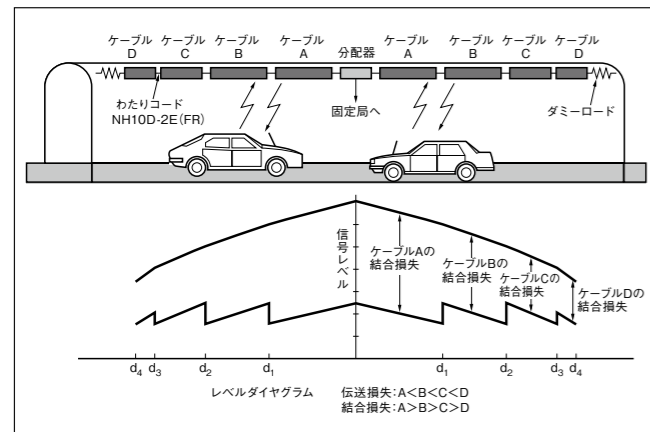 ケーブル ケーブル ケーブル ケーブル 分配器 ケーブル ケーブル ケーブル ケーブル
D C B A A B C D
わたりコード
NH10D-2E(FR)
固定局へ
ダミーロード
信号レベル
ケーブルAの
結合損失
ケーブルBの
結合損失
ケーブルCの
結合損失
ケーブルDの
結合損失
d4 d3 d2 d1 d1 d2 d3 d4
レベルダイヤグラム 伝送損失:A<B<C<D
結合損失:A>B>C>D